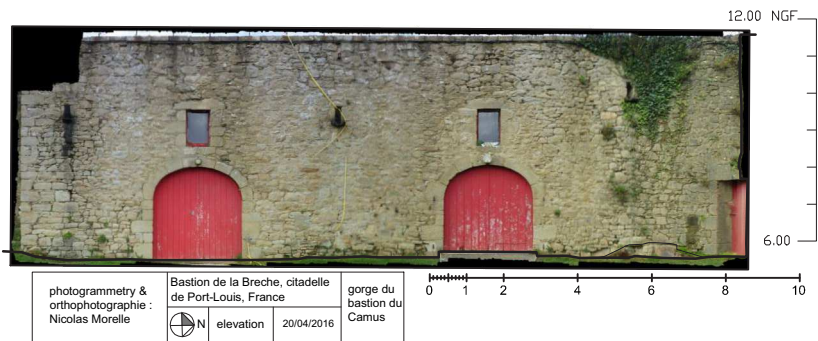 12.00 NGF
6.00
photogrammetry &
orthophotographie :
Nicolas Morelle
Bastion de la Breche, citadelle
de Port-Louis, France
N
elevation
20/04/2016
gorge du
bastion du
Camus
0 1 2 4 6 8 10